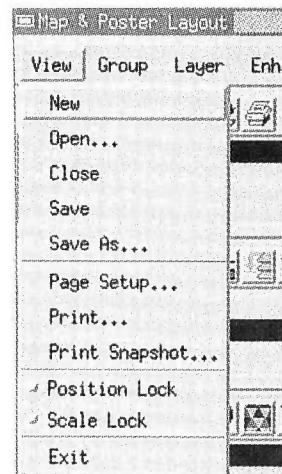 Map & Poster Layout
View Group Layer Enh
New
Open...
Close
Save
Save As...
Page Setup...
Print...
Print Snapshot...
Position Lock
Scale Lock
Exit